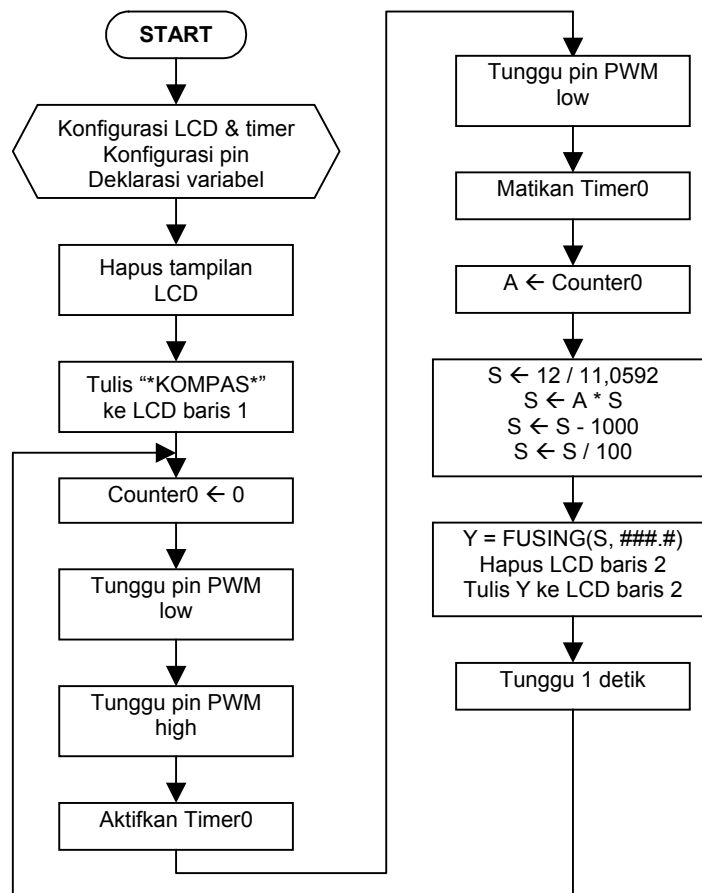 START
Konfigurasi LCD & timer
Konfigurasi pin
Deklarasi variabel
Hapus tampilan
LCD
Tulis “*KOMPAS*”
ke LCD baris 1
Counter0 ← 0
Tunggu pin PWM
low
Tunggu pin PWM
high
Aktifkan Timer0
Tunggu pin PWM
low
Matikan Timer0
A ← Counter0
S ← 12 / 11,0592
S ← A * S
S ← S - 1000
S ← S / 100
Y = FUSING(S, ###.#)
Hapus LCD baris 2
Tulis Y ke LCD baris 2
Tunggu 1 detik